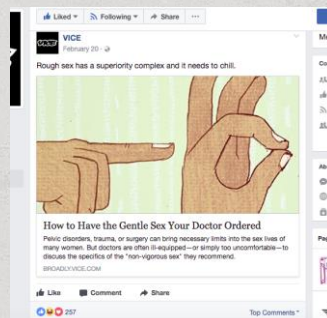 Liked
Following
Share
VICE
VICE
February 20
Rough sex has a superiority complex and it needs to chill.
How to Have the Gentle Sex Your Doctor Ordered
Pelvic disorders, trauma, or surgery can bring necessary limits into the sex lives of
many women. But doctors are often ill-equipped—or simply too uncomfortable—to
discuss the specifics of the "non-vigorous sex" they recommend.
BROADLY.VICE.COM
Like
Comment
Share
257
Top Comments